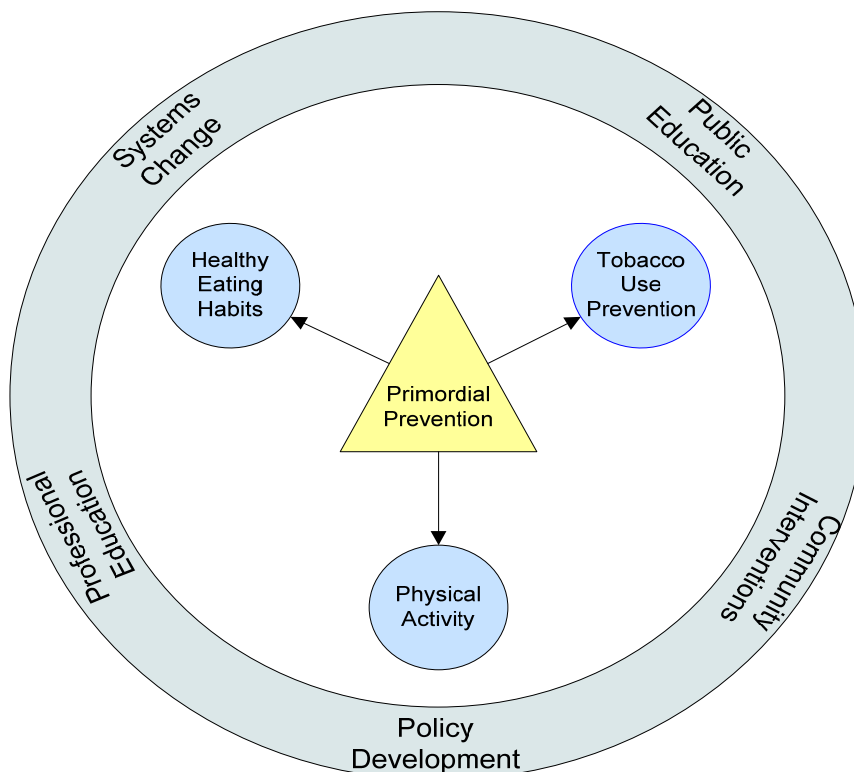 Systems
Change
Public
Education
Healthy
Eating
Habits
Tobacco
Use
Prevention
Primordial
Prevention
Professional
Education
Community
Interventions
Physical
Activity
Policy
Development